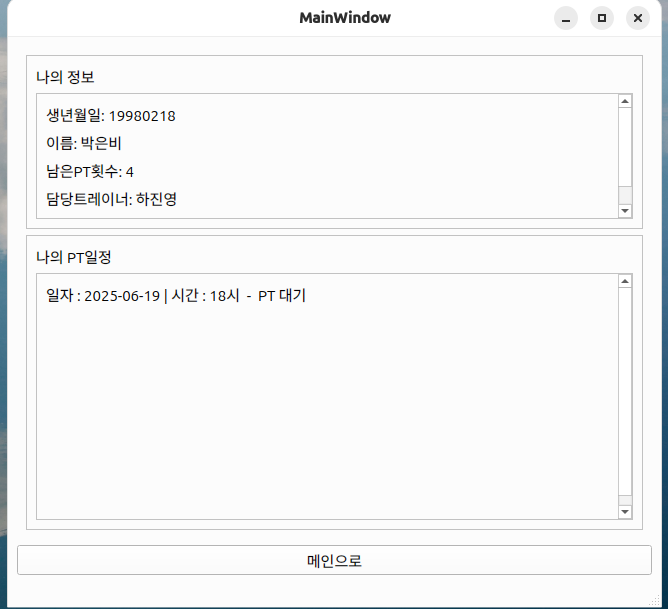 MainWindow
나의 정보
생년월일: 19980218
이름: 박은비
남은PT횟수: 4
담당트레이너: 하진영
나의 PT일정
일자 : 2025-06-19 | 시간 : 18시  -  PT 대기
메인으로